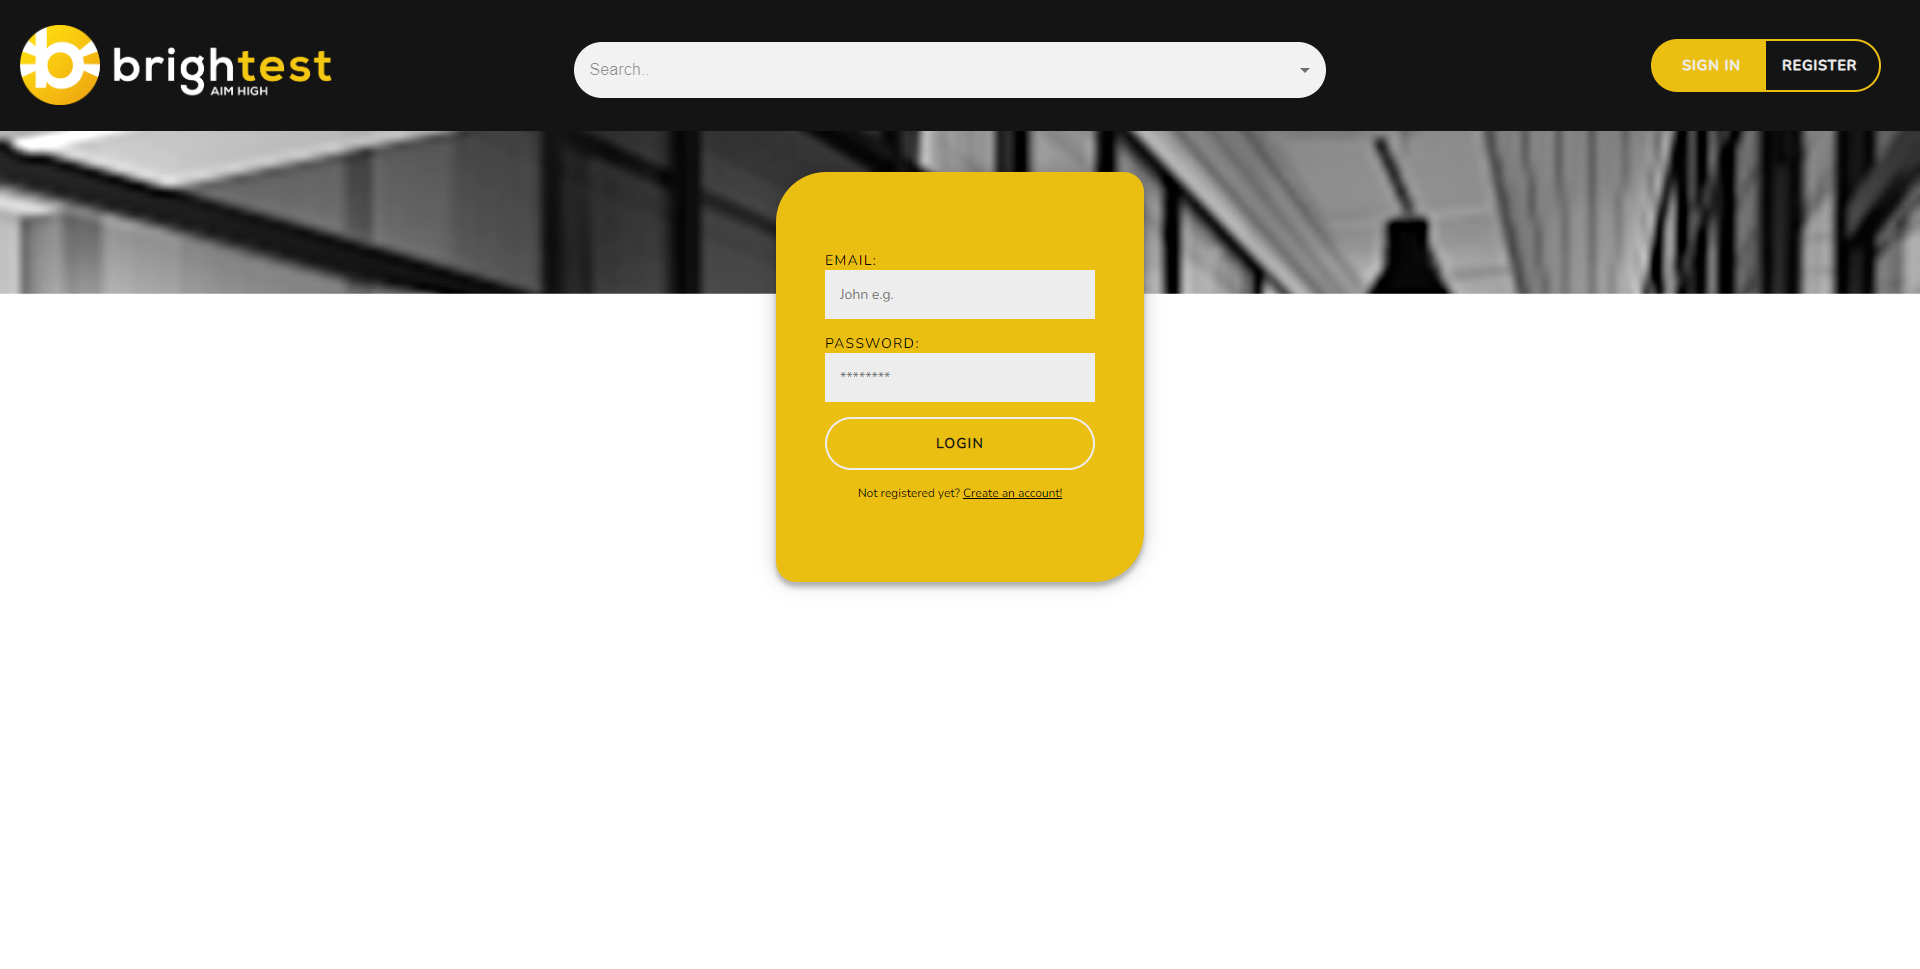 brightest
AIM HIGH
Search..
SIGN IN
REGISTER
EMAIL:
John e.g.
PASSWORD:
********
LOGIN
Not registered yet? Create an account!